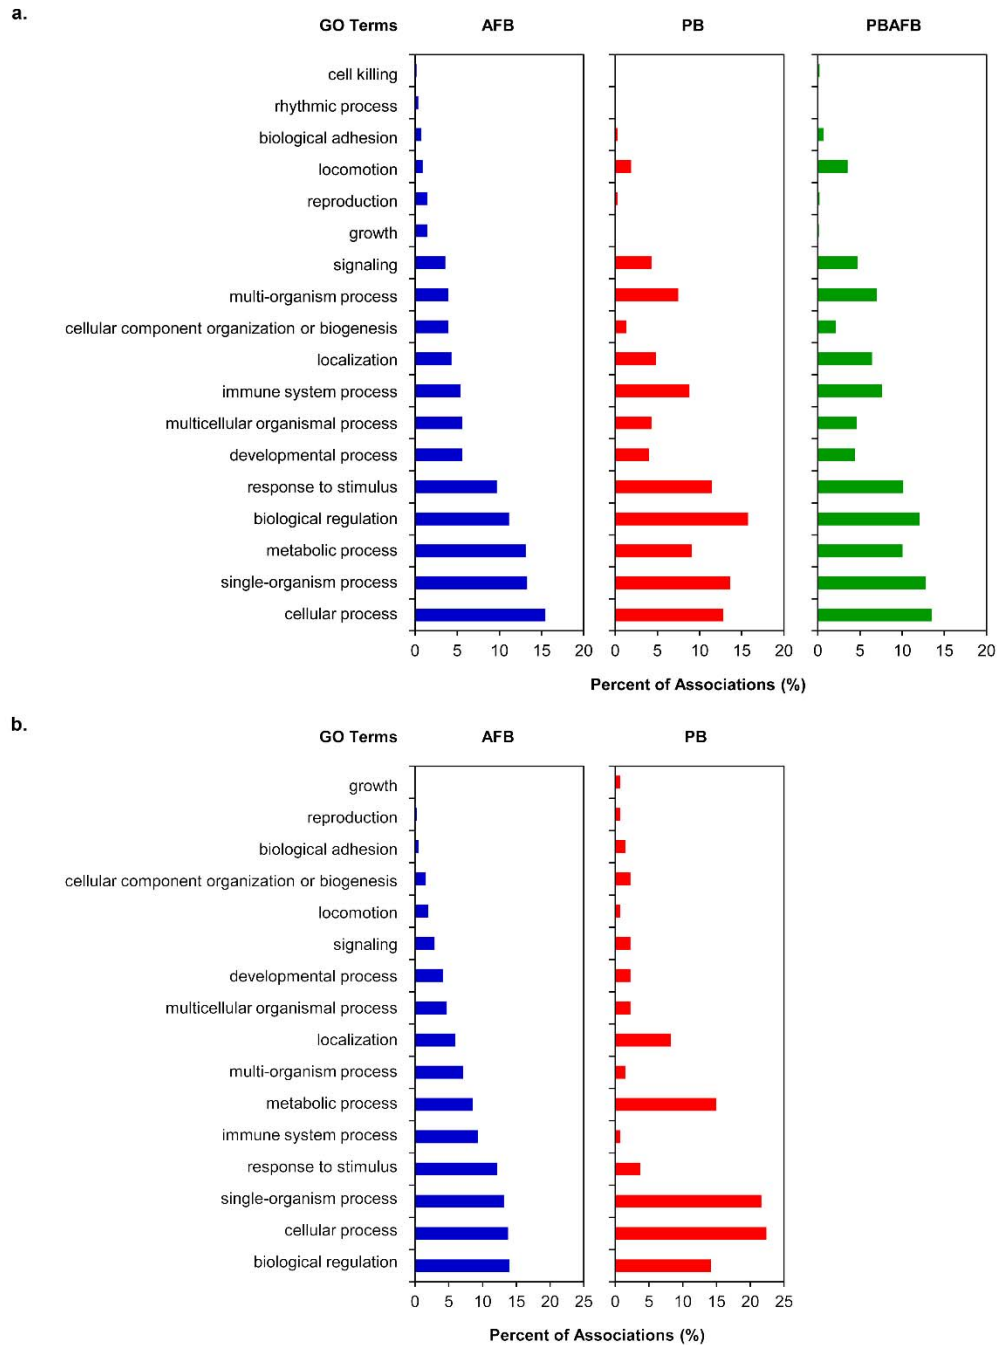 a.
GO Terms AFB PB PBAFB
cell killing
rhythmic process
biological adhesion
locomotion
reproduction
growth
signaling
multi-organism process
cellular component organization or biogenesis
localization
immune system process
multicellular organismal process
developmental process
response to stimulus
biological regulation
metabolic process
single-organism process
cellular process
0 5 10 15 20 0 5 10 15 20 0 5 10 15 20
Percent of Associations (%)
b.
GO Terms AFB PB
growth
reproduction
biological adhesion
cellular component organization or biogenesis
locomotion
signaling
developmental process
multicellular organismal process
localization
multi-organism process
metabolic process
immune system process
response to stimulus
single-organism process
cellular process
biological regulation
0 5 10 15 20 25 0 5 10 15 20 25
Percent of Associations (%)